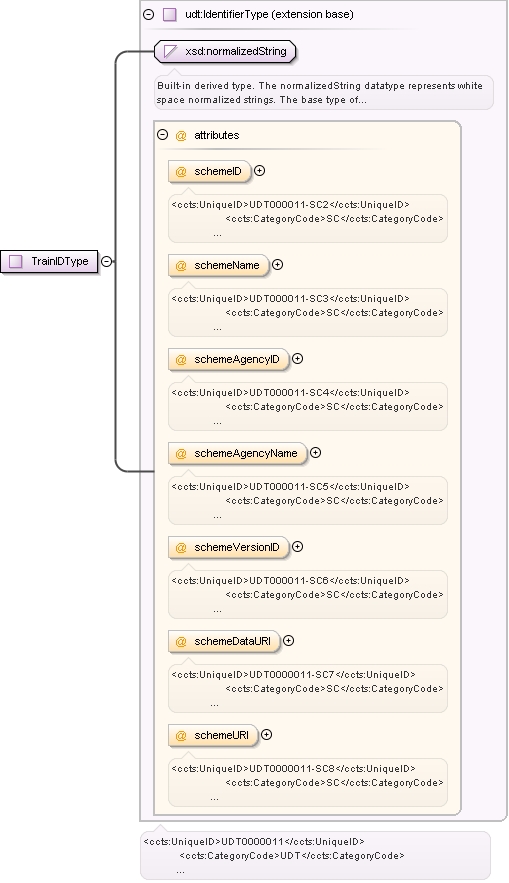 udt:IdentifierType (extension base)
xsd:normalizedString
Built-in derived type. The normalizedString datatype represents white
space normalized strings. The base type of...
@ attributes
@ schemeID
<ccts:UniqueID>UDT000011-SC2</ccts:UniqueID>
<ccts:CategoryCode>SC</ccts:CategoryCode>
...
@ schemeName
<ccts:UniqueID>UDT000011-SC3</ccts:UniqueID>
<ccts:CategoryCode>SC</ccts:CategoryCode>
...
TrainIDType
@ schemeAgencyID
<ccts:UniqueID>UDT000011-SC4</ccts:UniqueID>
<ccts:CategoryCode>SC</ccts:CategoryCode>
...
@ schemeAgencyName
<ccts:UniqueID>UDT000011-SC5</ccts:UniqueID>
<ccts:CategoryCode>SC</ccts:CategoryCode>
...
@ schemeVersionID
<ccts:UniqueID>UDT000011-SC6</ccts:UniqueID>
<ccts:CategoryCode>SC</ccts:CategoryCode>
...
@ schemeDataURI
<ccts:UniqueID>UDT0000011-SC7</ccts:UniqueID>
<ccts:CategoryCode>SC</ccts:CategoryCode>
...
@ schemeURI
<ccts:UniqueID>UDT0000011-SC8</ccts:UniqueID>
<ccts:CategoryCode>SC</ccts:CategoryCode>
...
<ccts:UniqueID>UDT0000011</ccts:UniqueID>
<ccts:CategoryCode>UDT</ccts:CategoryCode>
...